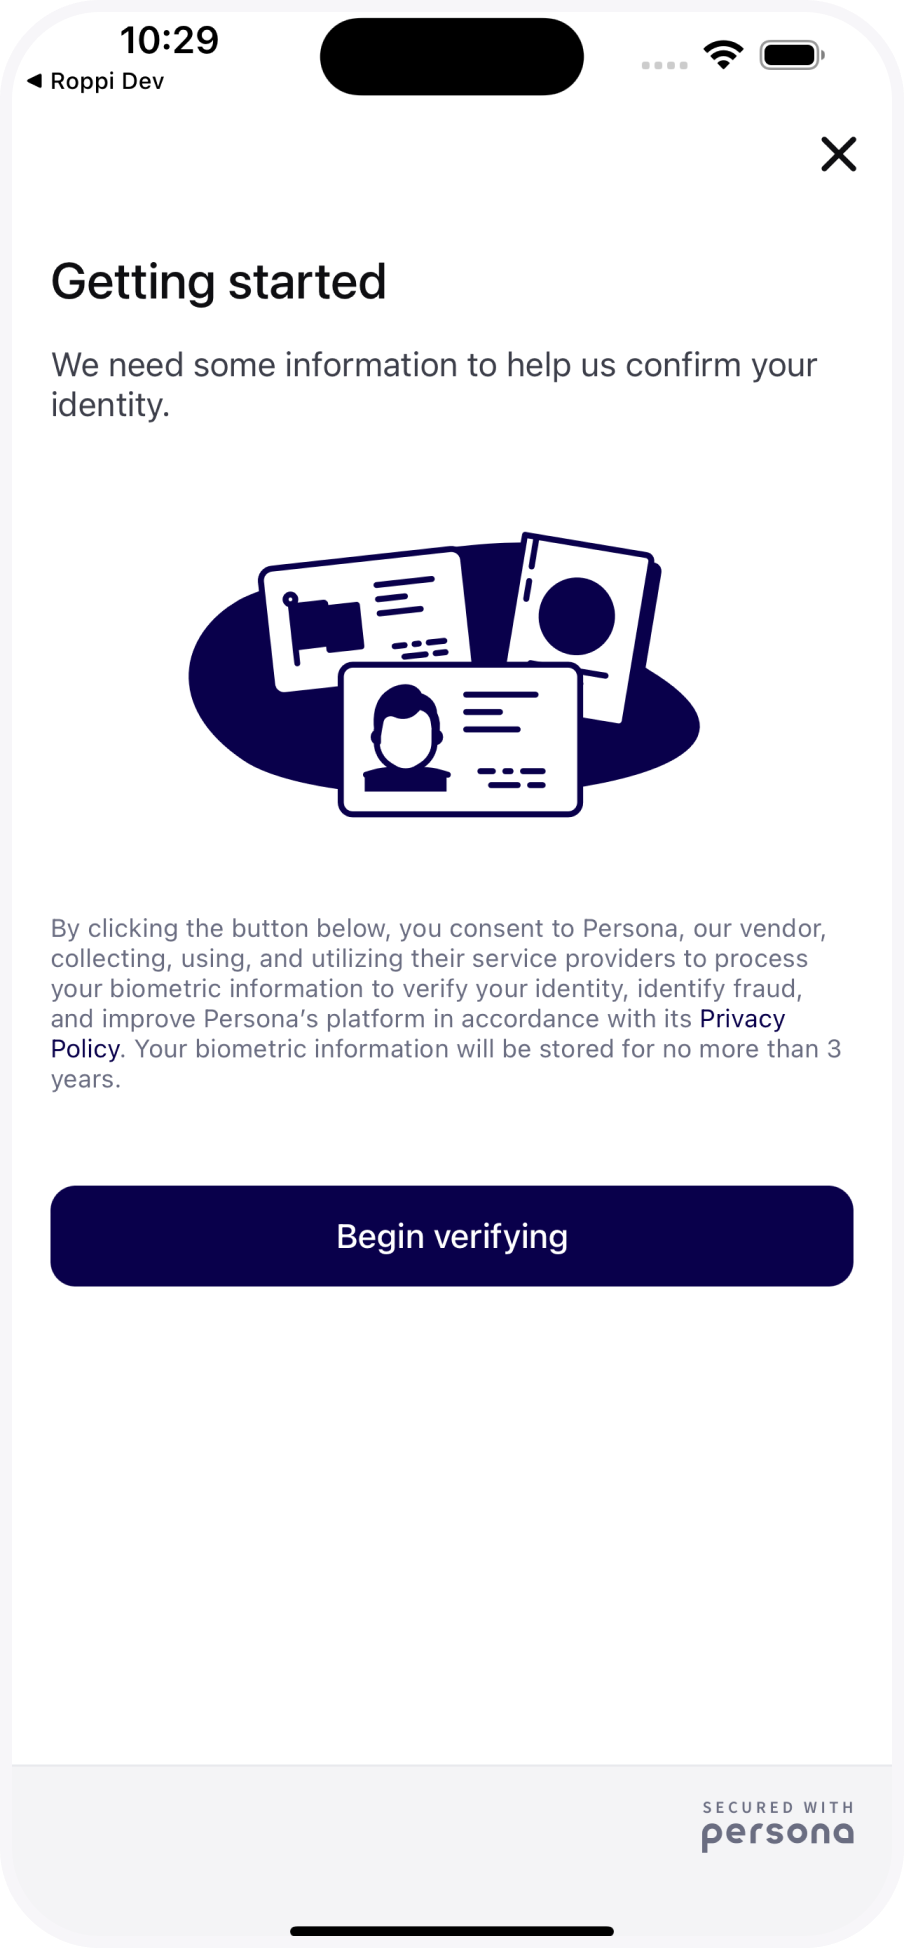 10:29
◀ Roppi Dev
Getting started
We need some information to help us confirm your
identity.
By clicking the button below, you consent to Persona, our vendor,
collecting, using, and utilizing their service providers to process
your biometric information to verify your identity, identify fraud,
and improve Persona’s platform in accordance with its Privacy
Policy. Your biometric information will be stored for no more than 3
years.
Begin verifying
SECURED WITH
persona